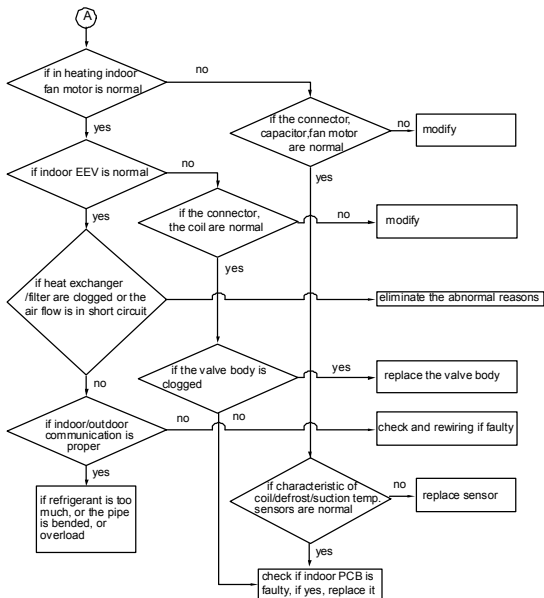 A
if in heating indoor
fan motor is normal
no
yes
if the connector,
capacitor,fan motor
are normal
no
modify
yes
if indoor EEV is normal
no
yes
if the connector,
the coil are normal
no
modify
yes
if heat exchanger
/filter are clogged or the
air flow is in short circuit
eliminate the abnormal reasons
no
if the valve body is
clogged
yes
replace the valve body
no
if indoor/outdoor
communication is
proper
no
check and rewiring if faulty
yes
if refrigerant is too
much, or the pipe
is bended, or
overload
if characteristic of
coil/defrost/suction temp.
sensors are normal
no
replace sensor
yes
check if indoor PCB is
faulty, if yes, replace it